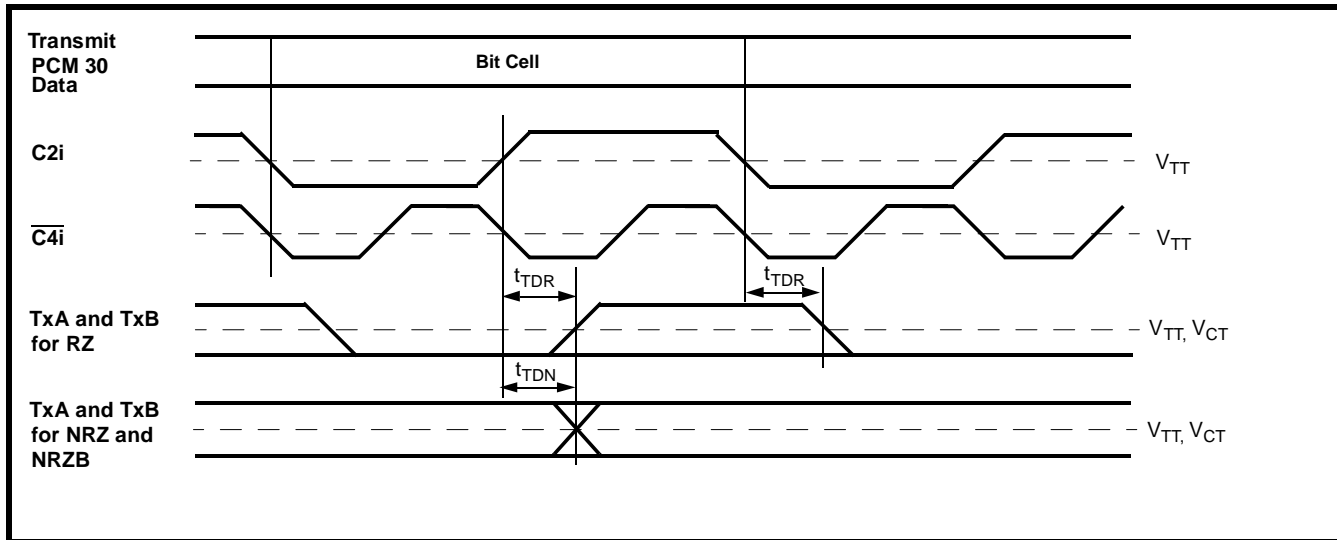 Transmit
PCM 30
Data
Bit Cell
C2i
V_TT
C4i
V_TT
t_TDR
t_TDR
TxA and TxB
for RZ
V_TT, V_CT
t_TDN
TxA and TxB
for NRZ and
NRZB
V_TT, V_CT